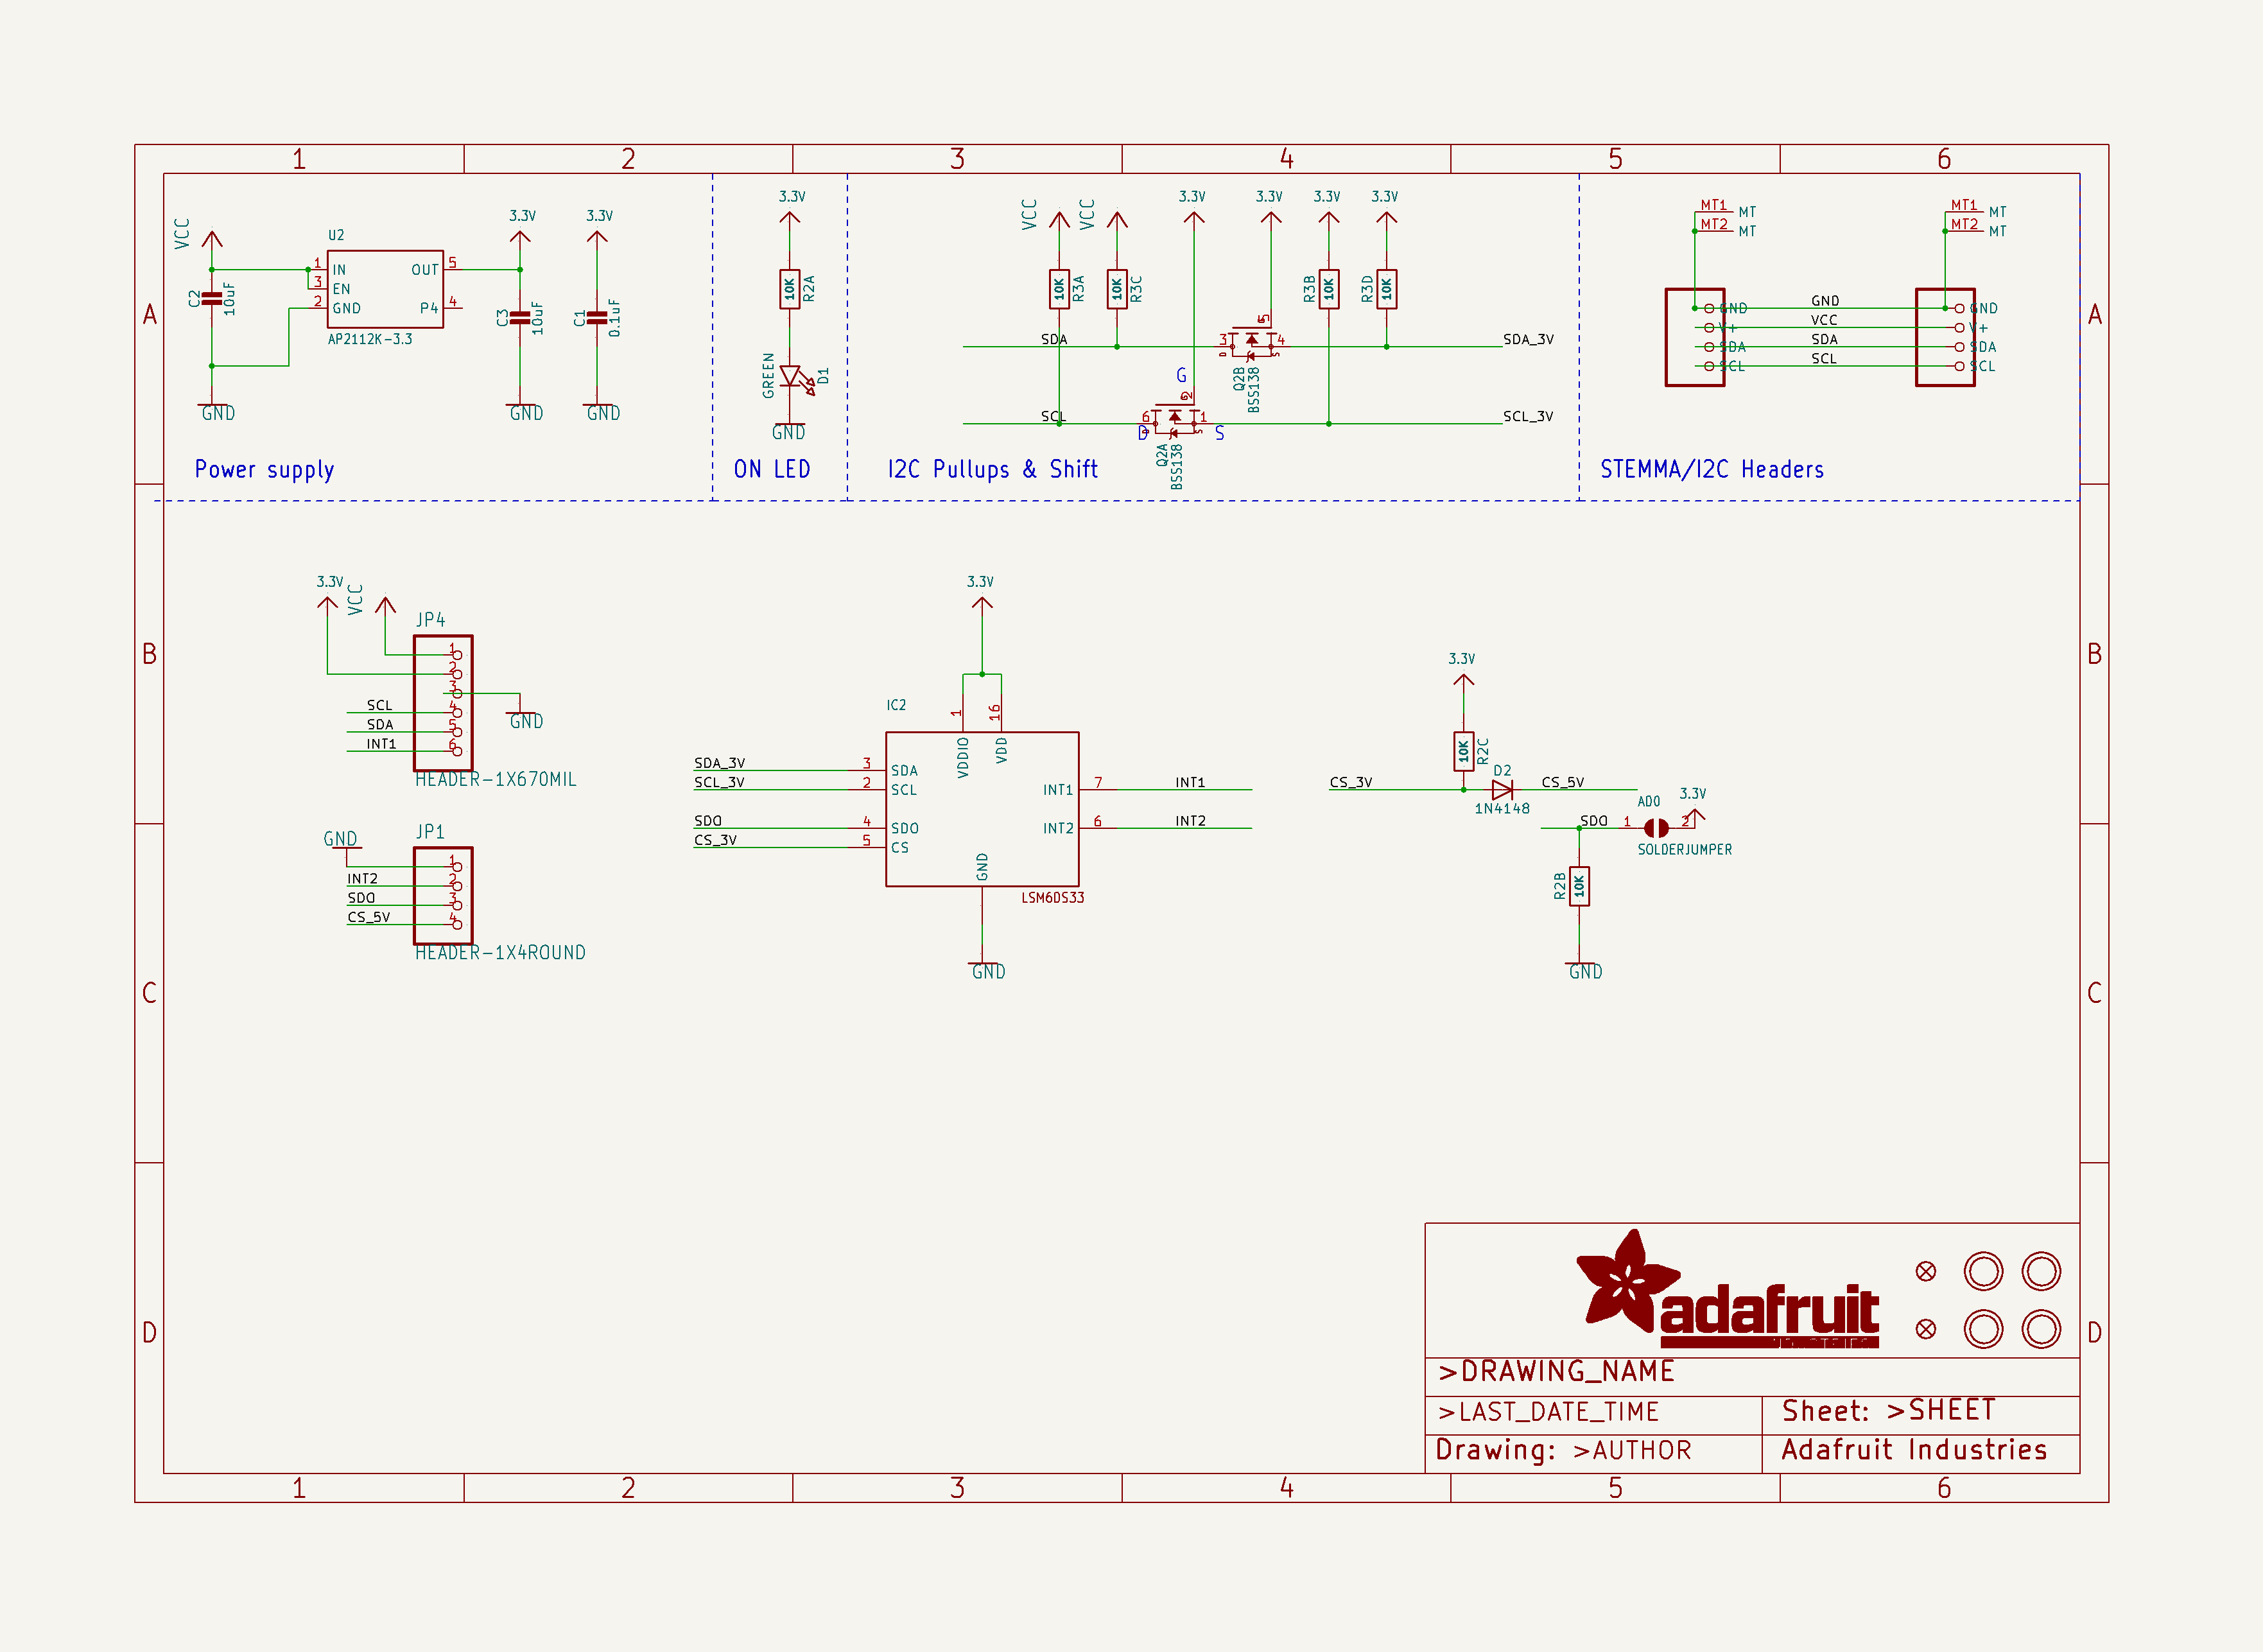 1 2 3 4 5 6
A
A
VCC
C2
10uF
GND
U2
1 IN
3 EN
2 GND
OUT 5
P4 4
AP2112K-3.3
3.3V
C3
10uF
GND
3.3V
C1
0.1uF
GND
Power supply
3.3V
10K
R2A
GREEN
D1
GND
ON LED
VCC
VCC
3.3V
3.3V
3.3V
3.3V
10K
R3A
10K
R3C
R3B
10K
R3D
10K
SDA
3
D
5
4
S
SDA_3V
Q2B
BSS138
G
SCL
2
6
D
1
S
SCL_3V
Q2A
BSS138
I2C Pullups & Shift
MT1 MT
MT2 MT
GND
V+
SDA
SCL
GND
VCC
SDA
SCL
MT1 MT
MT2 MT
GND
V+
SDA
SCL
STEMMA/I2C Headers
B
B
3.3V
VCC
JP4
1
2
3
SCL 4
SDA 5
INT1 6
GND
HEADER-1X670MIL
GND
JP1
1
INT2 2
SDO 3
CS_5V 4
HEADER-1X4ROUND
3.3V
IC2
1
16
VDDIO
VDD
SDA_3V 3 SDA
SCL_3V 2 SCL
SDO 4 SDO
CS_3V 5 CS
INT1 7 INT1
INT2 6 INT2
GND
LSM6DS33
GND
3.3V
10K
R2C
CS_3V
D2
1N4148
CS_5V
AD0
3.3V
SDO 1
2
SOLDERJUMPER
R2B
10K
GND
C
C
D
D
adafruit
>DRAWING_NAME
>LAST_DATE_TIME
Sheet: >SHEET
Drawing: >AUTHOR
Adafruit Industries
1 2 3 4 5 6